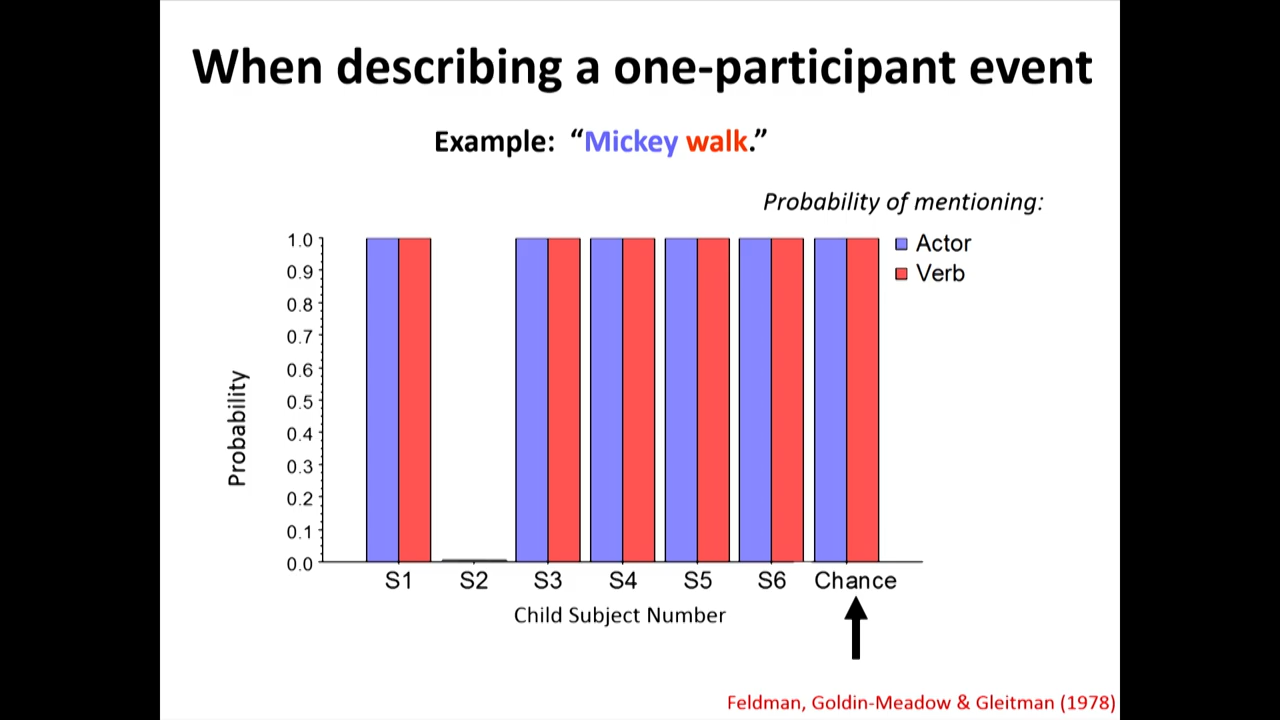 When describing a one-participant event
Example: “Mickey walk.”
Probability of mentioning:
Actor
Verb
1.0
0.9
0.8
0.7
0.6
0.5
0.4
0.3
0.2
0.1
0.0
Probability
S1 S2 S3 S4 S5 S6 Chance
Child Subject Number
Feldman, Goldin-Meadow & Gleitman (1978)